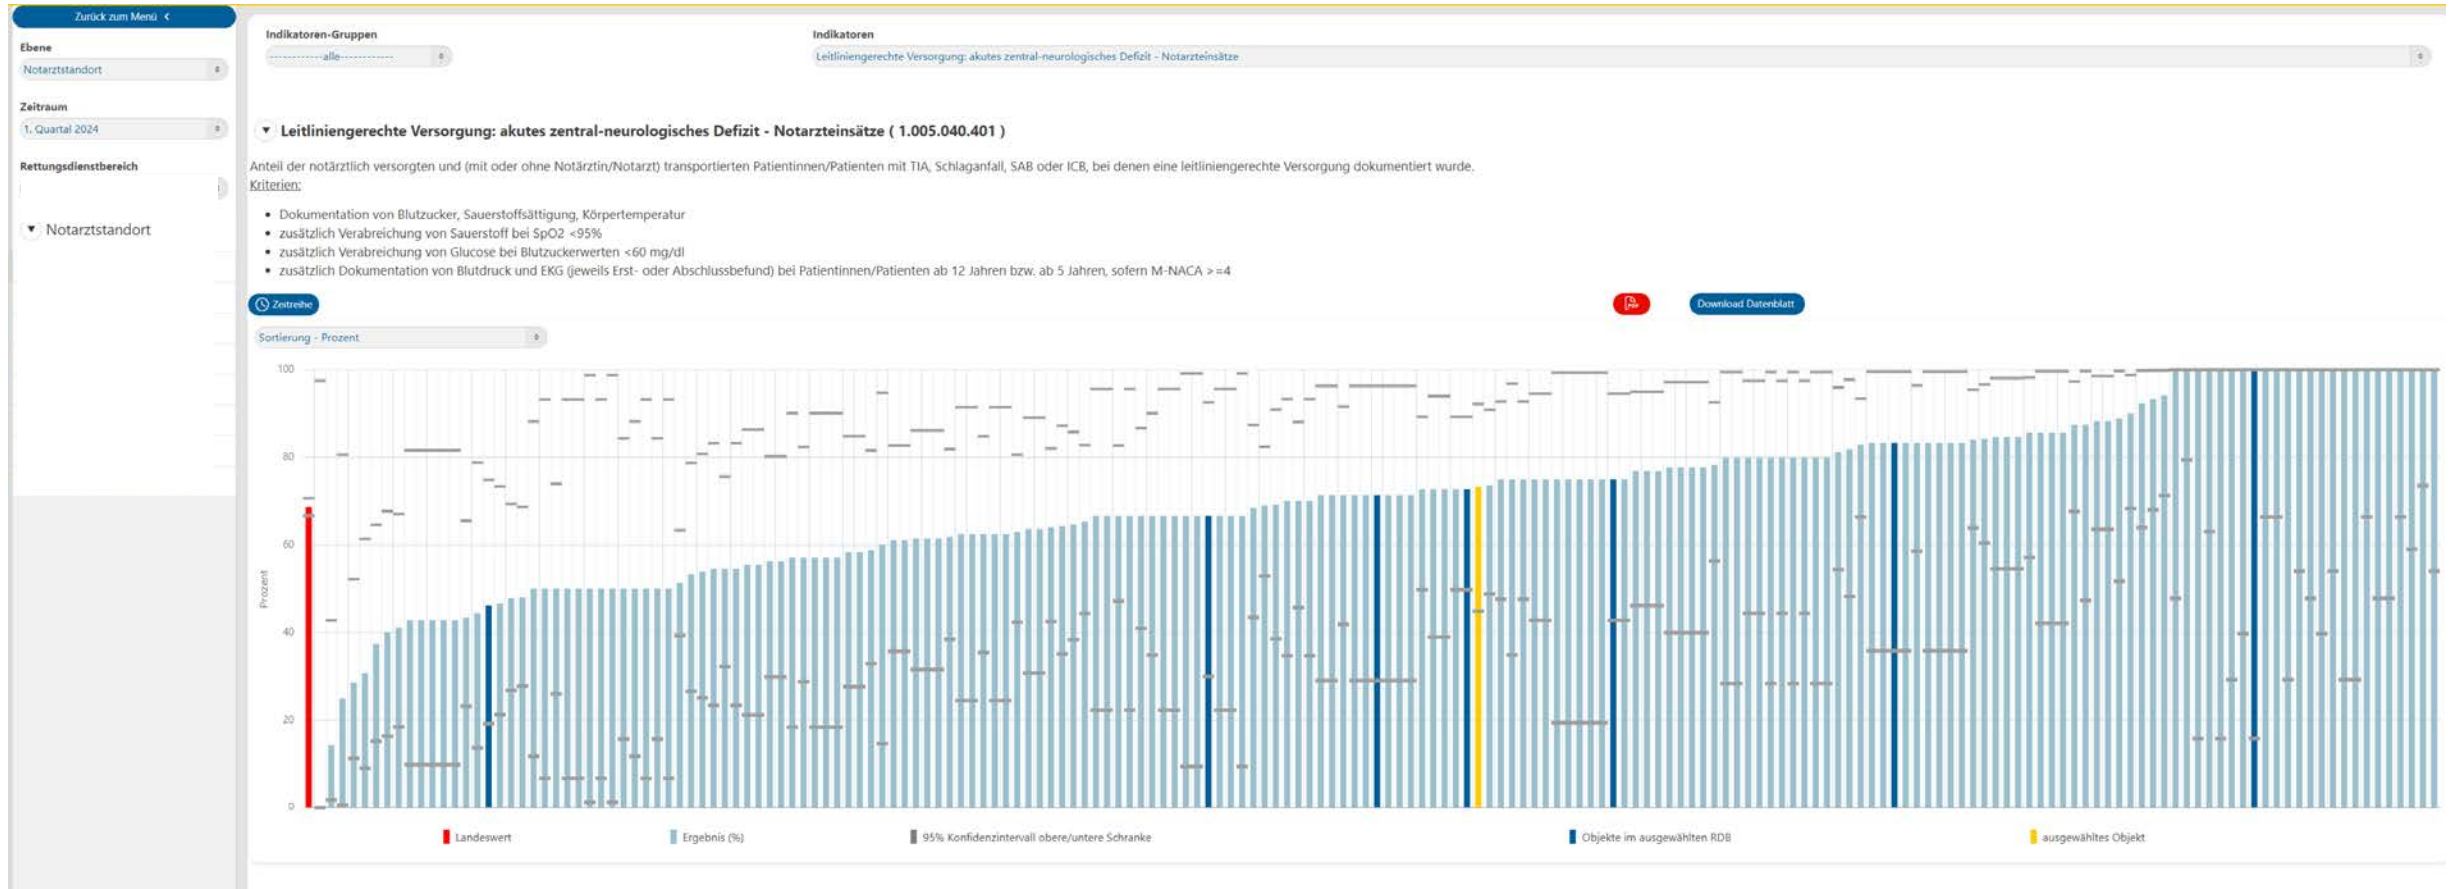 Zurück zum Menü
Ebene
Notarztstandort
Zeitraum
1. Quartal 2024
Rettungsdienstbereich
Notarztstandort
Indikatoren-Gruppen
------------alle------------
Indikatoren
Leitliniengerechte Versorgung: akutes zentral-neurologisches Defizit - Notarzteinsätze
Leitliniengerechte Versorgung: akutes zentral-neurologisches Defizit - Notarzteinsätze ( 1.005.040.401 )
Anteil der notärztlich versorgten und (mit oder ohne Notärztin/Notarzt) transportierten Patientinnen/Patienten mit TIA, Schlaganfall, SAB oder ICB, bei denen eine leitliniengerechte Versorgung dokumentiert wurde.
Kriterien:
• Dokumentation von Blutzucker, Sauerstoffsättigung, Körpertemperatur
• zusätzlich Verabreichung von Sauerstoff bei SpO2 <95%
• zusätzlich Verabreichung von Glucose bei Blutzuckerwerten <60 mg/dl
• zusätzlich Dokumentation von Blutdruck und EKG (jeweils Erst- oder Abschlussbefund) bei Patientinnen/Patienten ab 12 Jahren bzw. ab 5 Jahren, sofern M-NACA >=4
Zeitreihe
PDF
Download Datenblatt
Sortierung - Prozent
100
80
60
40
20
0
Prozent
Landeswert
Ergebnis (%)
95% Konfidenzintervall obere/untere Schranke
Objekte im ausgewählten RDB
ausgewähltes Objekt